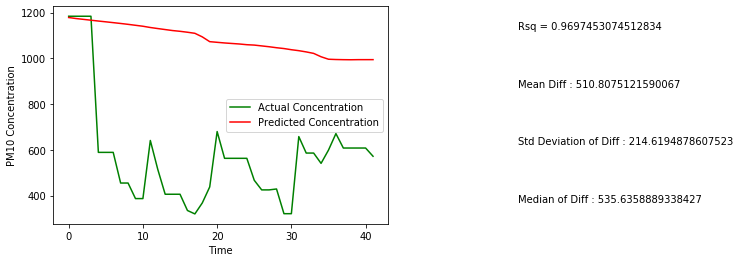 1200
1000
800
600
400
PM10 Concentration
Actual Concentration
Predicted Concentration
0
10
20
30
40
Time
Rsq = 0.9697453074512834
Mean Diff : 510.8075121590067
Std Deviation of Diff : 214.6194878607523
Median of Diff : 535.6358889338427